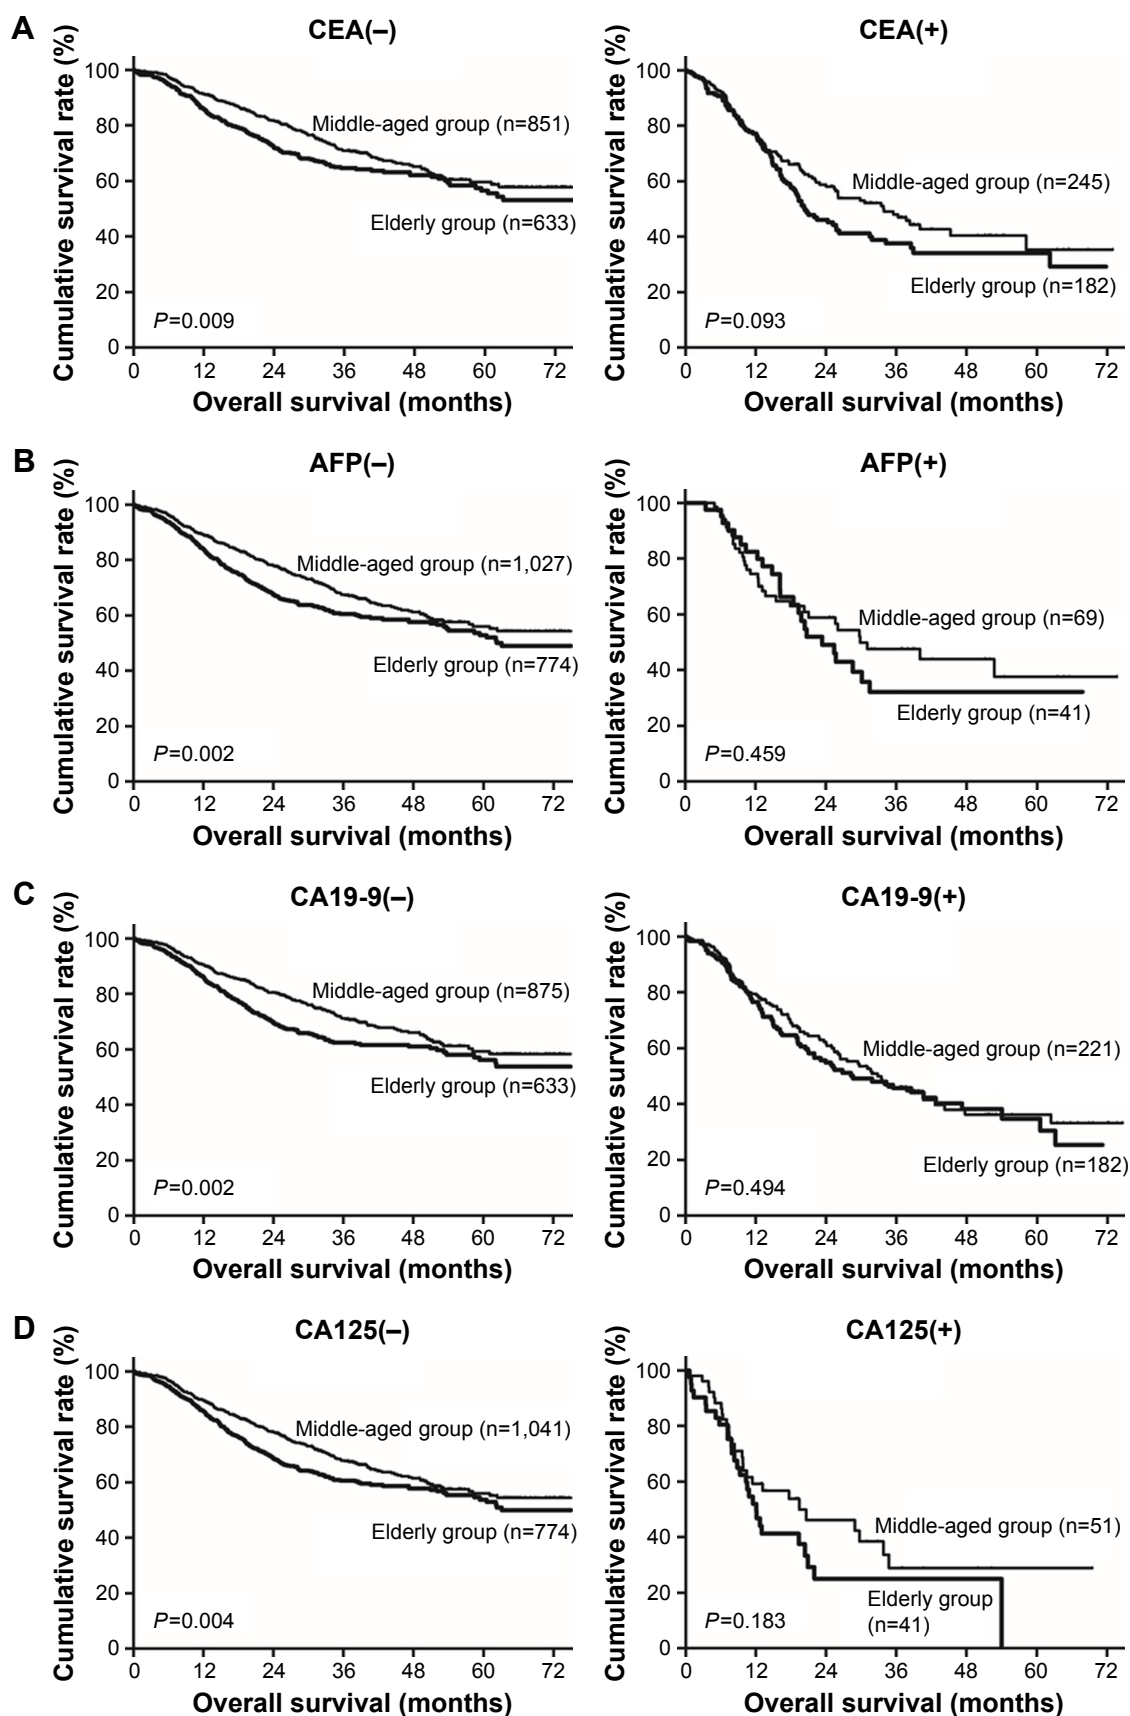 A
CEA(–)
Cumulative survival rate (%)
100
80
60
40
20
0
Middle-aged group (n=851)
Elderly group (n=633)
P=0.009
0 12 24 36 48 60 72
Overall survival (months)
CEA(+)
Cumulative survival rate (%)
100
80
60
40
20
0
Middle-aged group (n=245)
Elderly group (n=182)
P=0.093
0 12 24 36 48 60 72
Overall survival (months)
B
AFP(–)
Cumulative survival rate (%)
100
80
60
40
20
0
Middle-aged group (n=1,027)
Elderly group (n=774)
P=0.002
0 12 24 36 48 60 72
Overall survival (months)
AFP(+)
Cumulative survival rate (%)
100
80
60
40
20
0
Middle-aged group (n=69)
Elderly group (n=41)
P=0.459
0 12 24 36 48 60 72
Overall survival (months)
C
CA19-9(–)
Cumulative survival rate (%)
100
80
60
40
20
0
Middle-aged group (n=875)
Elderly group (n=633)
P=0.002
0 12 24 36 48 60 72
Overall survival (months)
CA19-9(+)
Cumulative survival rate (%)
100
80
60
40
20
0
Middle-aged group (n=221)
Elderly group (n=182)
P=0.494
0 12 24 36 48 60 72
Overall survival (months)
D
CA125(–)
Cumulative survival rate (%)
100
80
60
40
20
0
Middle-aged group (n=1,041)
Elderly group (n=774)
P=0.004
0 12 24 36 48 60 72
Overall survival (months)
CA125(+)
Cumulative survival rate (%)
100
80
60
40
20
0
Middle-aged group (n=51)
Elderly group
(n=41)
P=0.183
0 12 24 36 48 60 72
Overall survival (months)